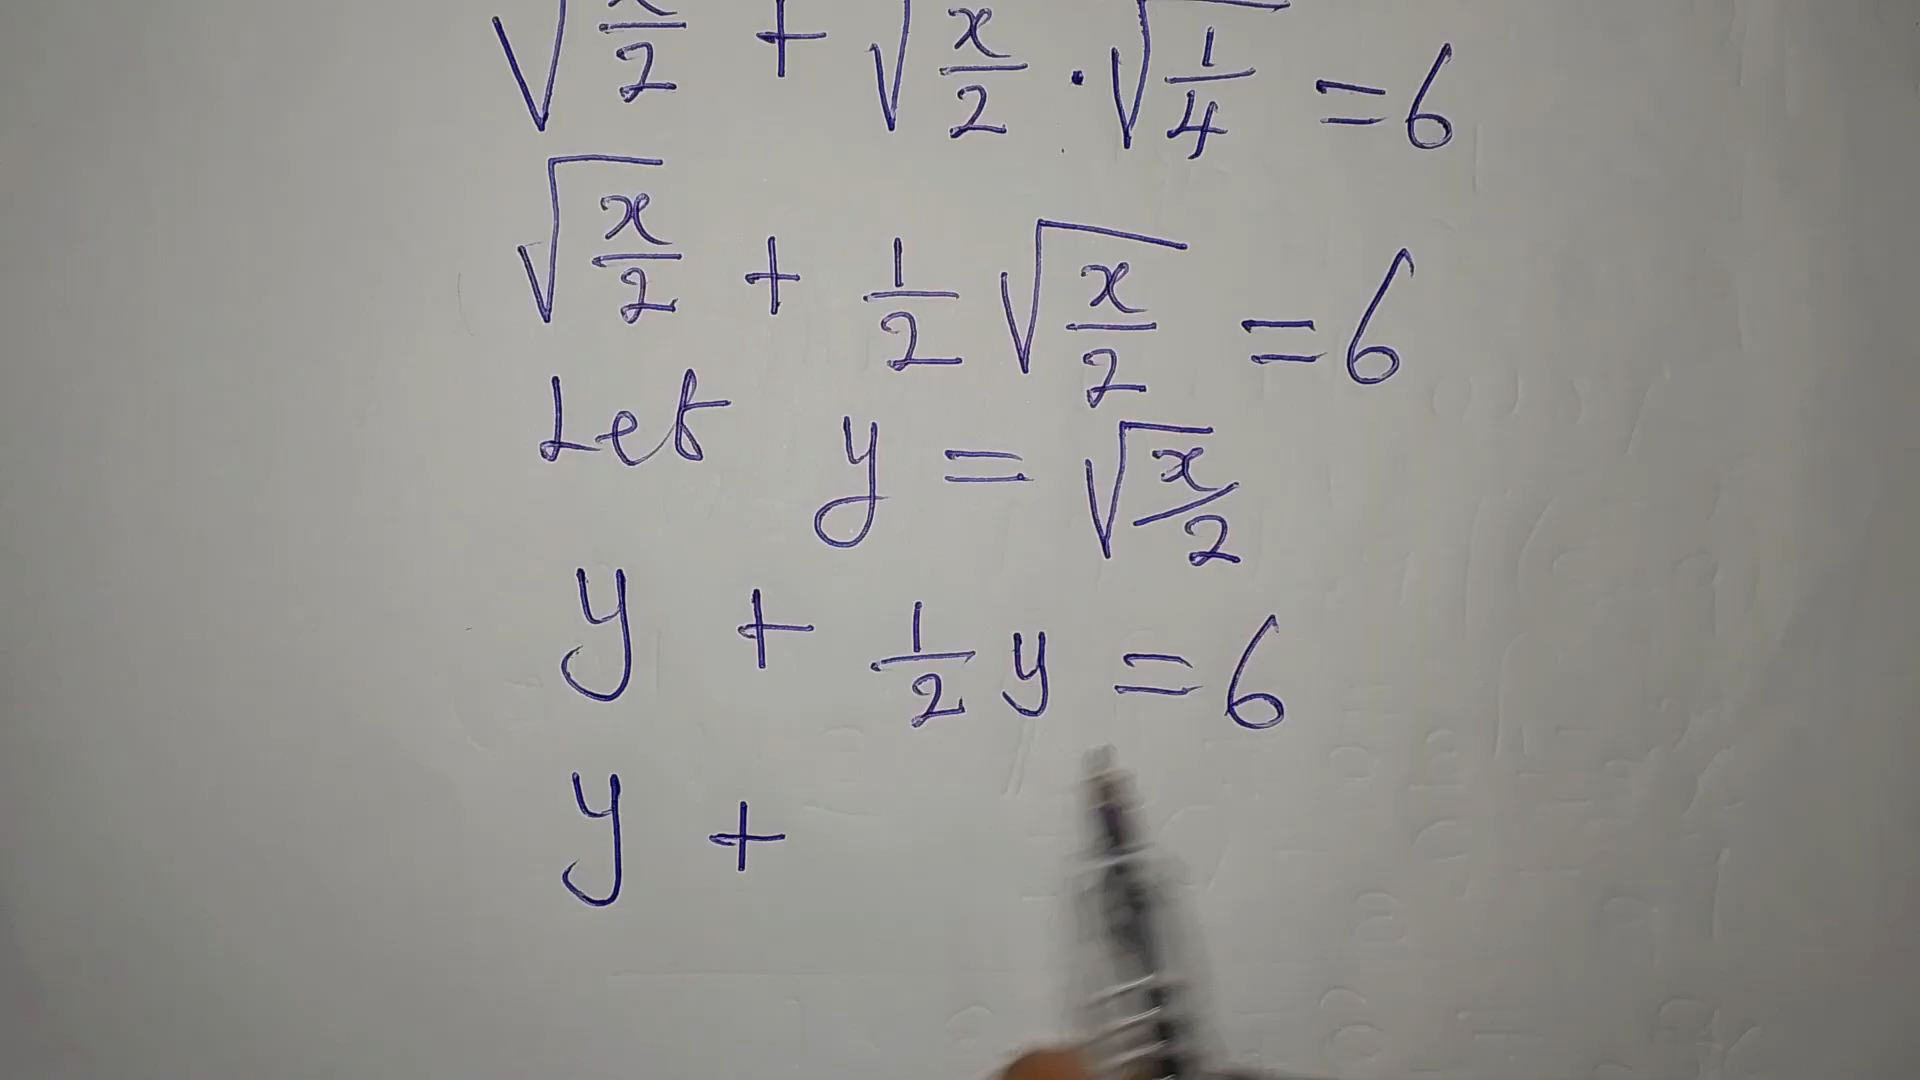 √x/2 + √x/2 · √1/4 = 6
√x/2 + 1/2 √x/2 = 6
Let y = √x/2
y + 1/2 y = 6
y +